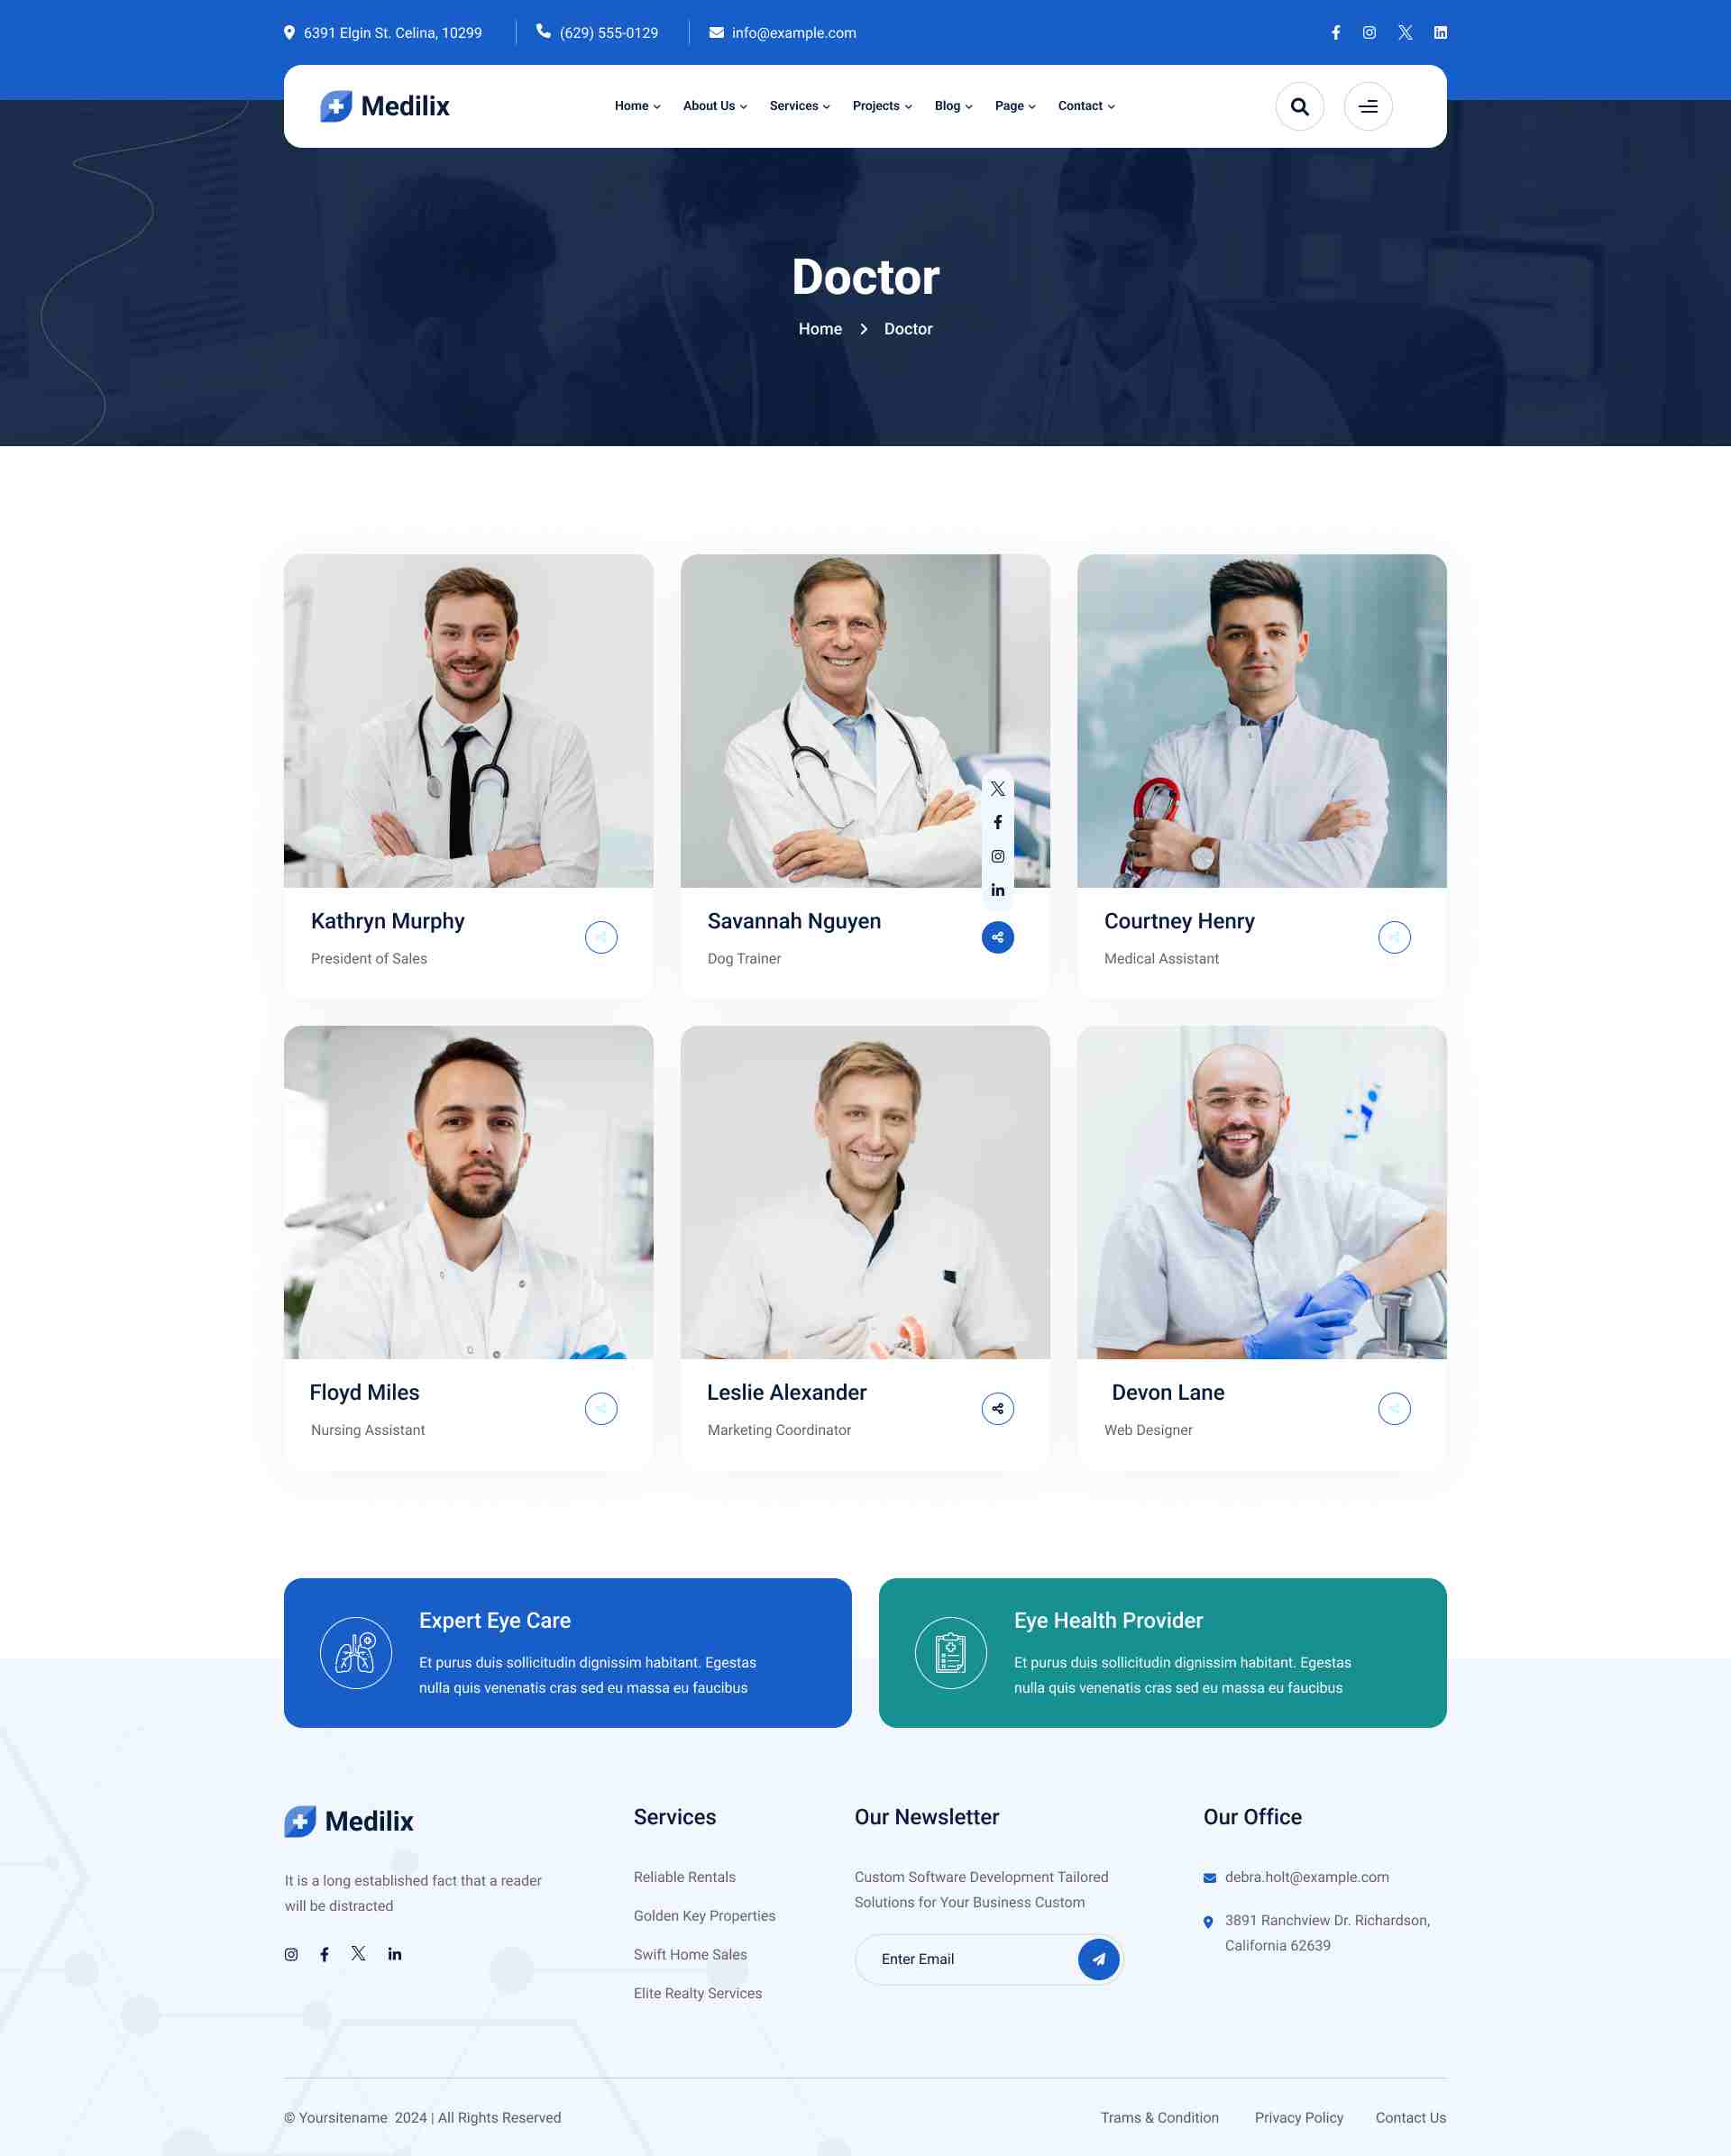 6391 Elgin St. Celina, 10299
(629) 555-0129
info@example.com
Medilix
Home
About Us
Services
Projects
Blog
Page
Contact
Doctor
Home
Doctor
Kathryn Murphy
President of Sales
Savannah Nguyen
Dog Trainer
Courtney Henry
Medical Assistant
Floyd Miles
Nursing Assistant
Leslie Alexander
Marketing Coordinator
Devon Lane
Web Designer
Expert Eye Care
Et purus duis sollicitudin dignissim habitant. Egestas
nulla quis venenatis cras sed eu massa eu faucibus
Eye Health Provider
Et purus duis sollicitudin dignissim habitant. Egestas
nulla quis venenatis cras sed eu massa eu faucibus
Medilix
It is a long established fact that a reader
will be distracted
Services
Reliable Rentals
Golden Key Properties
Swift Home Sales
Elite Realty Services
Our Newsletter
Custom Software Development Tailored
Solutions for Your Business Custom
Enter Email
Our Office
debra.holt@example.com
3891 Ranchview Dr. Richardson,
California 62639
© Yoursitename 2024 | All Rights Reserved
Trams & Condition
Privacy Policy
Contact Us